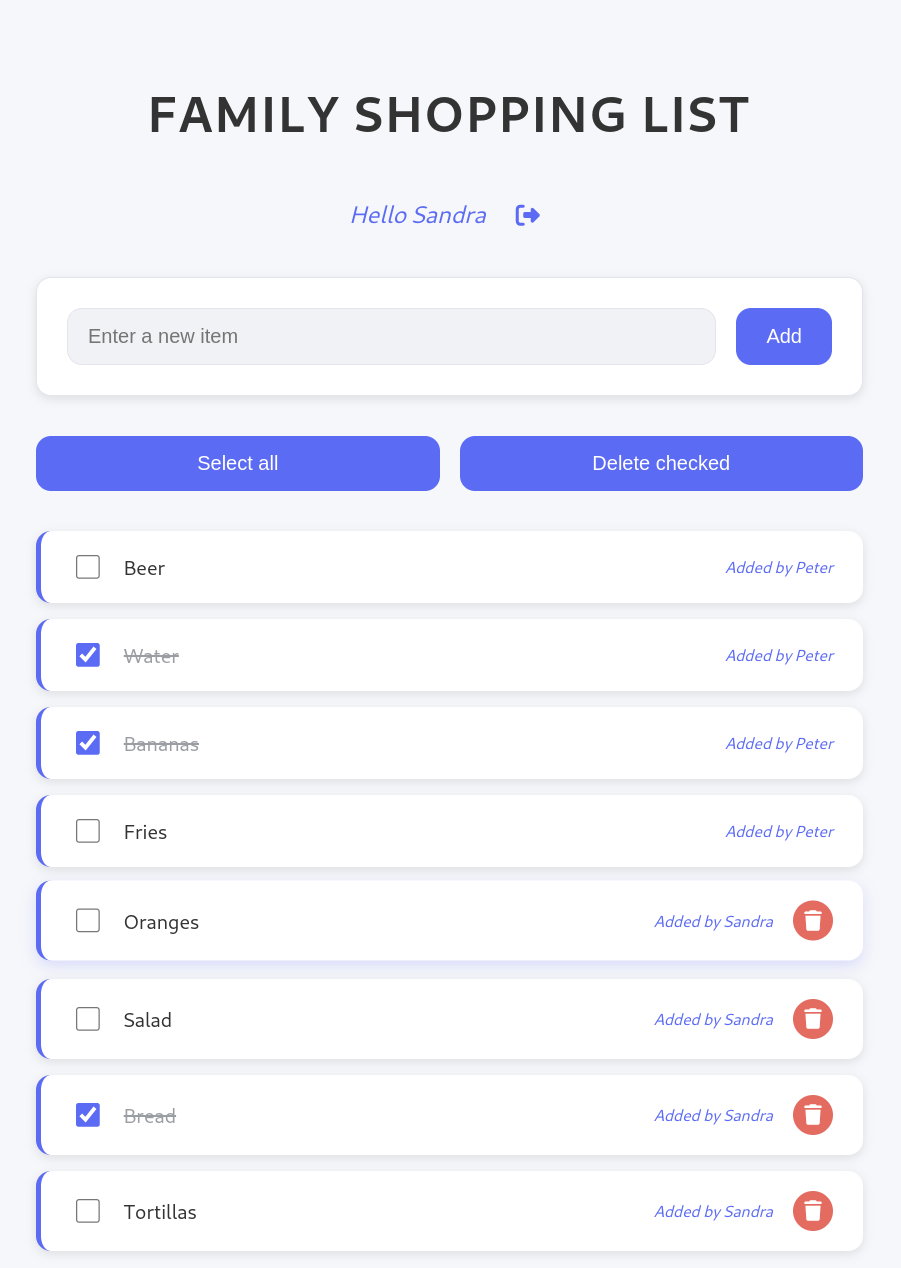 FAMILY SHOPPING LIST
Hello Sandra
Enter a new item Add
Select all Delete checked
Beer Added by Peter
Water Added by Peter
Bananas Added by Peter
Fries Added by Peter
Oranges Added by Sandra
Salad Added by Sandra
Bread Added by Sandra
Tortillas Added by Sandra